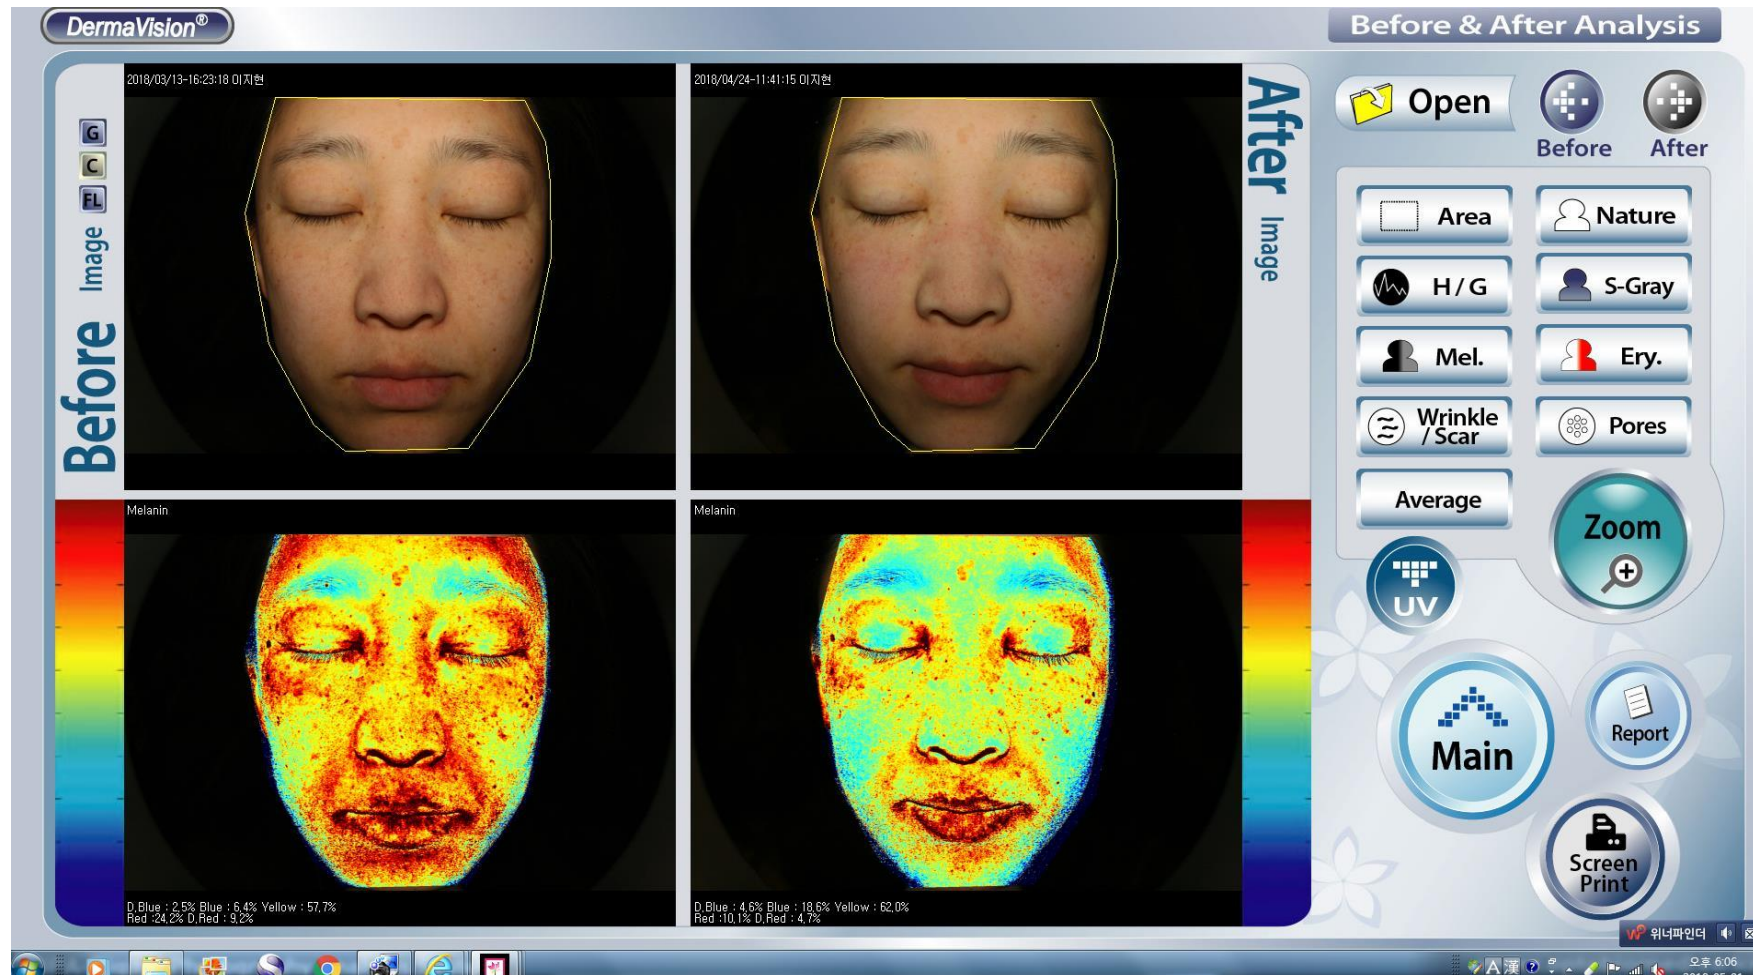 DermaVision®
Before & After Analysis
2018/03/13-16:23:18 이지현
2018/04/24-11:41:15 이지현
G
C
FL
Before Image
After Image
Open
Before
After
Area
Nature
H / G
S-Gray
Mel.
Ery.
Wrinkle
/ Scar
Pores
Average
Zoom
UV
Main
Report
Screen
Print
Melanin
Melanin
D,Blue : 2,5% Blue : 6,4% Yellow : 57,7%
Red :24,2% D,Red : 9,2%
D,Blue : 4,6% Blue : 18,6% Yellow : 62,0%
Red :10,1% D,Red : 4,7%
위너파인더
A 漢
오후 6:06